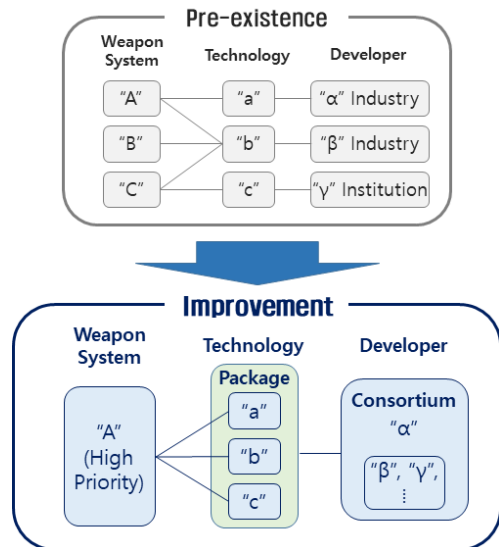 Pre-existence
Weapon
System
Technology
Developer
“A”
“a”
“α” Industry
“B”
“b”
“β” Industry
“C”
“c”
“γ” Institution
Improvement
Weapon
System
Technology
Developer
Package
“A”
(High
Priority)
“a”
“b”
“c”
Consortium
“α”
“β”, “γ”,
⁞